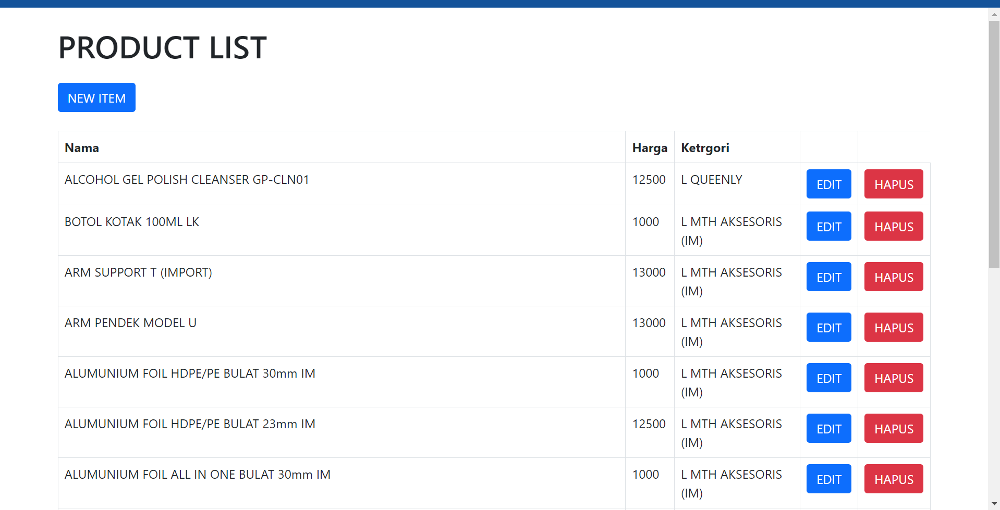 PRODUCT LIST
NEW ITEM
Nama Harga Ketrgori
ALCOHOL GEL POLISH CLEANSER GP-CLN01 12500 L QUEENLY EDIT HAPUS
BOTOL KOTAK 100ML LK 1000 L MTH AKSESORIS EDIT HAPUS
(IM)
ARM SUPPORT T (IMPORT) 13000 L MTH AKSESORIS EDIT HAPUS
(IM)
ARM PENDEK MODEL U 13000 L MTH AKSESORIS EDIT HAPUS
(IM)
ALUMUNIUM FOIL HDPE/PE BULAT 30mm IM 1000 L MTH AKSESORIS EDIT HAPUS
(IM)
ALUMUNIUM FOIL HDPE/PE BULAT 23mm IM 12500 L MTH AKSESORIS EDIT HAPUS
(IM)
ALUMUNIUM FOIL ALL IN ONE BULAT 30mm IM 1000 L MTH AKSESORIS EDIT HAPUS
(IM)